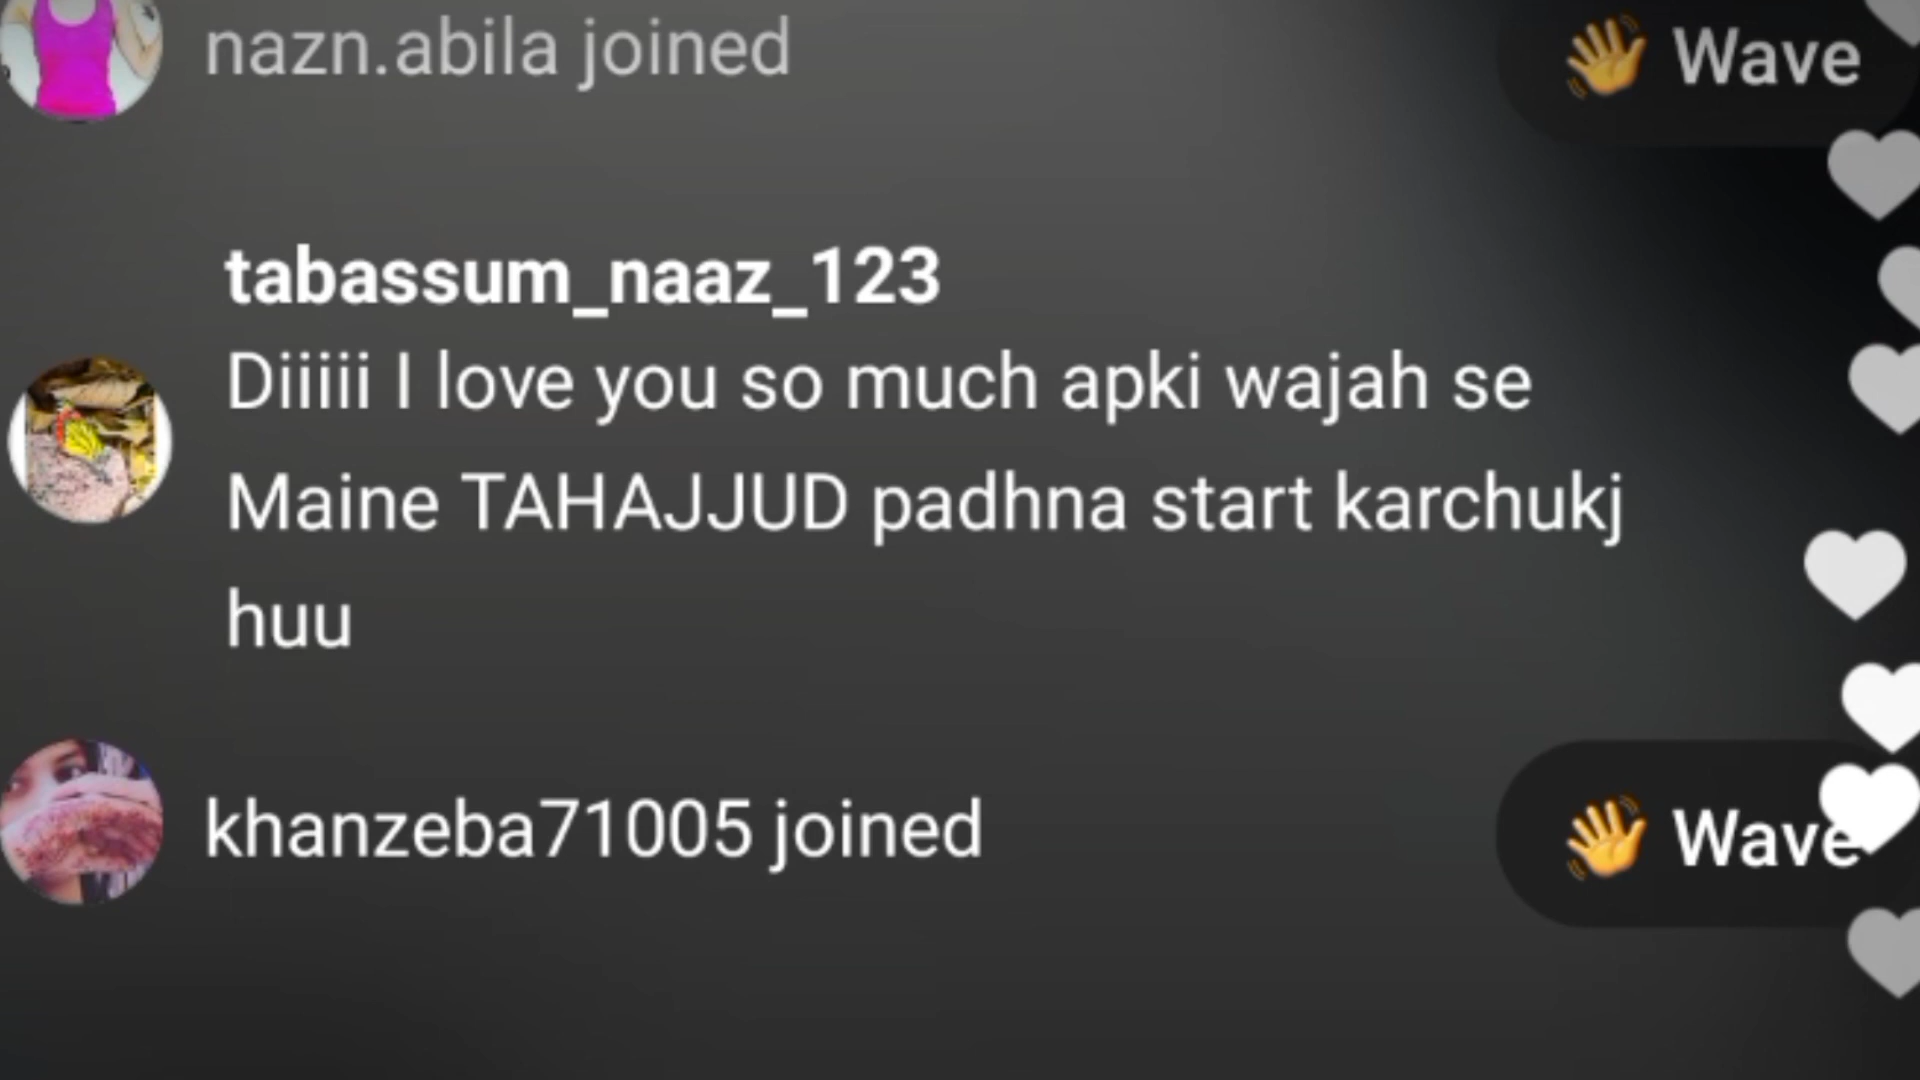 nazn.abila joined
👋 Wave
tabassum_naaz_123
Diiiii I love you so much apki wajah se
Maine TAHAJJUD padhna start karchukj
huu
khanzeba71005 joined
👋 Wave